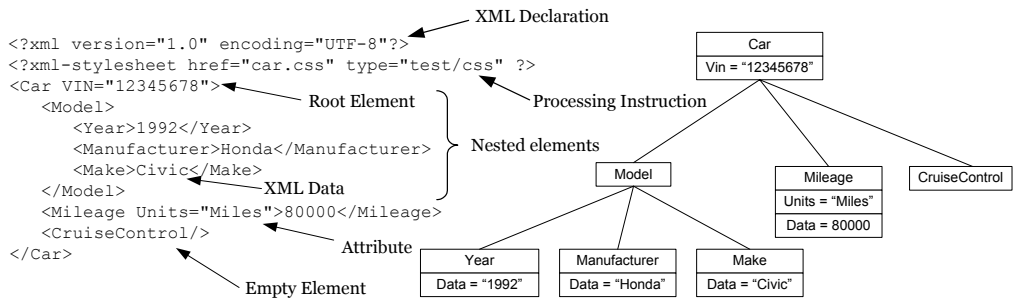 XML Declaration
<?xml version="1.0" encoding="UTF-8"?>
<?xml-stylesheet href="car.css" type="test/css" ?>
<Car VIN="12345678">
Root Element
Processing Instruction
<Model>
<Year>1992</Year>
<Manufacturer>Honda</Manufacturer>
Nested elements
<Make>Civic</Make>
XML Data
</Model>
<Mileage Units="Miles">80000</Mileage>
<CruiseControl/>
Attribute
</Car>
Empty Element
Car
Vin = “12345678”
Model
Mileage
Units = “Miles”
Data = 80000
CruiseControl
Year
Data = “1992”
Manufacturer
Data = “Honda”
Make
Data = “Civic”